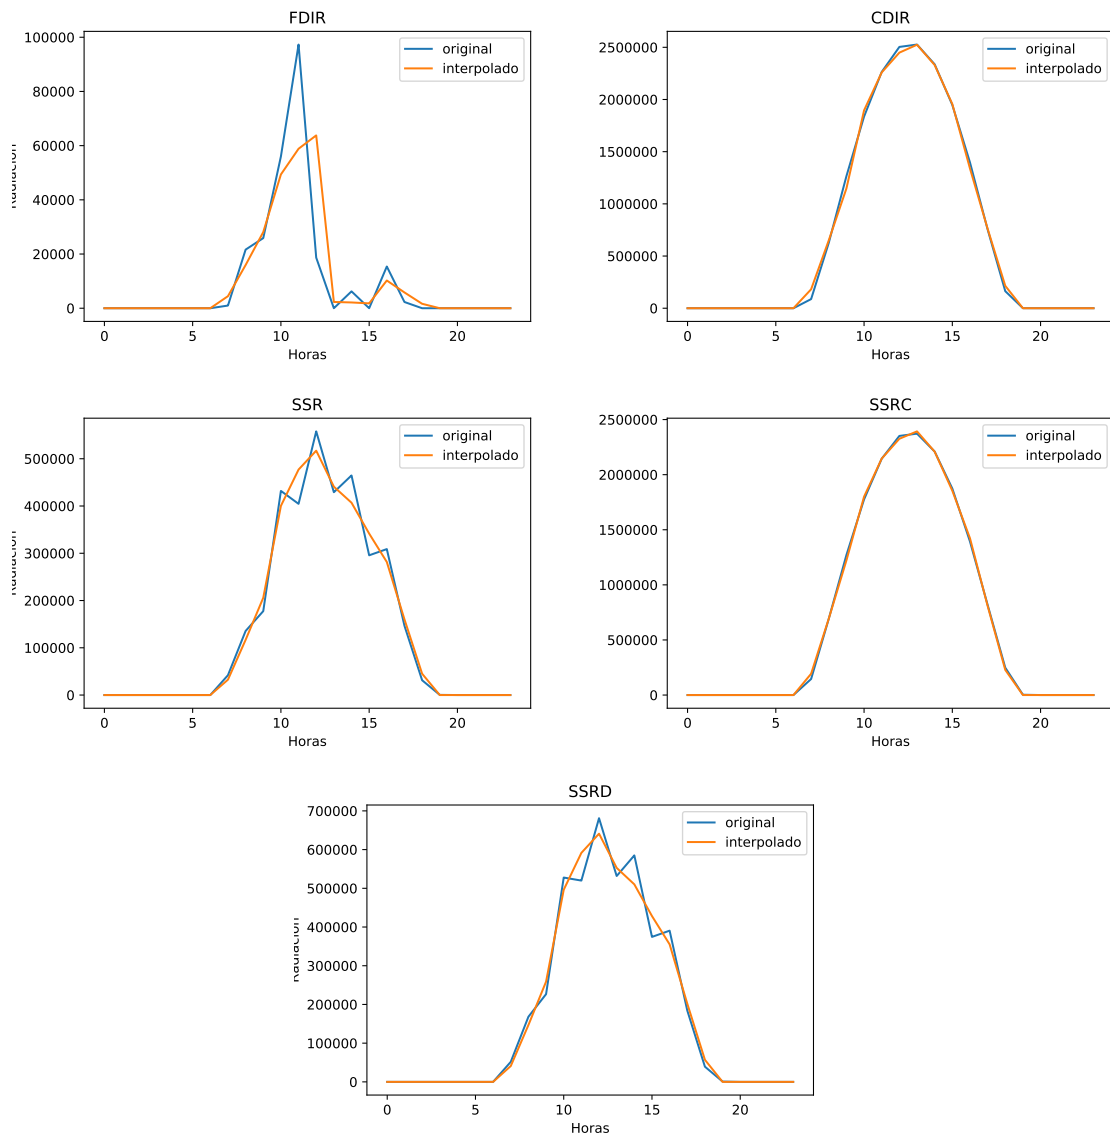 FDIR
100000
80000
60000
40000
20000
0
original
interpolado
0 5 10 15 20
Horas
CDIR
2500000
2000000
1500000
1000000
500000
0
original
interpolado
0 5 10 15 20
Horas
SSR
500000
400000
300000
200000
100000
0
original
interpolado
0 5 10 15 20
Horas
SSRC
2500000
2000000
1500000
1000000
500000
0
original
interpolado
0 5 10 15 20
Horas
SSRD
Radiación
700000
600000
500000
400000
300000
200000
100000
0
original
interpolado
0 5 10 15 20
Horas